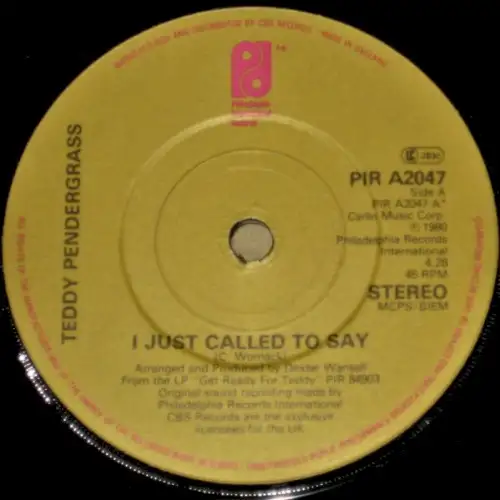 MANUFACTURED AND DISTRIBUTED BY CBS RECORDS
MADE IN ENGLAND
TM
TEDDY PENDERGRASS
PIR A2047
Side A
PIR A2047 A*
Carlin Music Corp.
℗ 1980
Philadelphia Records
International
4.28
45 RPM
STEREO
MCPS/BIEM
I JUST CALLED TO SAY
(C. Womack)
Arranged and Produced by Dexter Wansel
From the LP "Get Ready For Teddy" PIR 84903
Original sound recording made by
Philadelphia Records International
CBS Records are the exclusive
licensees for the UK